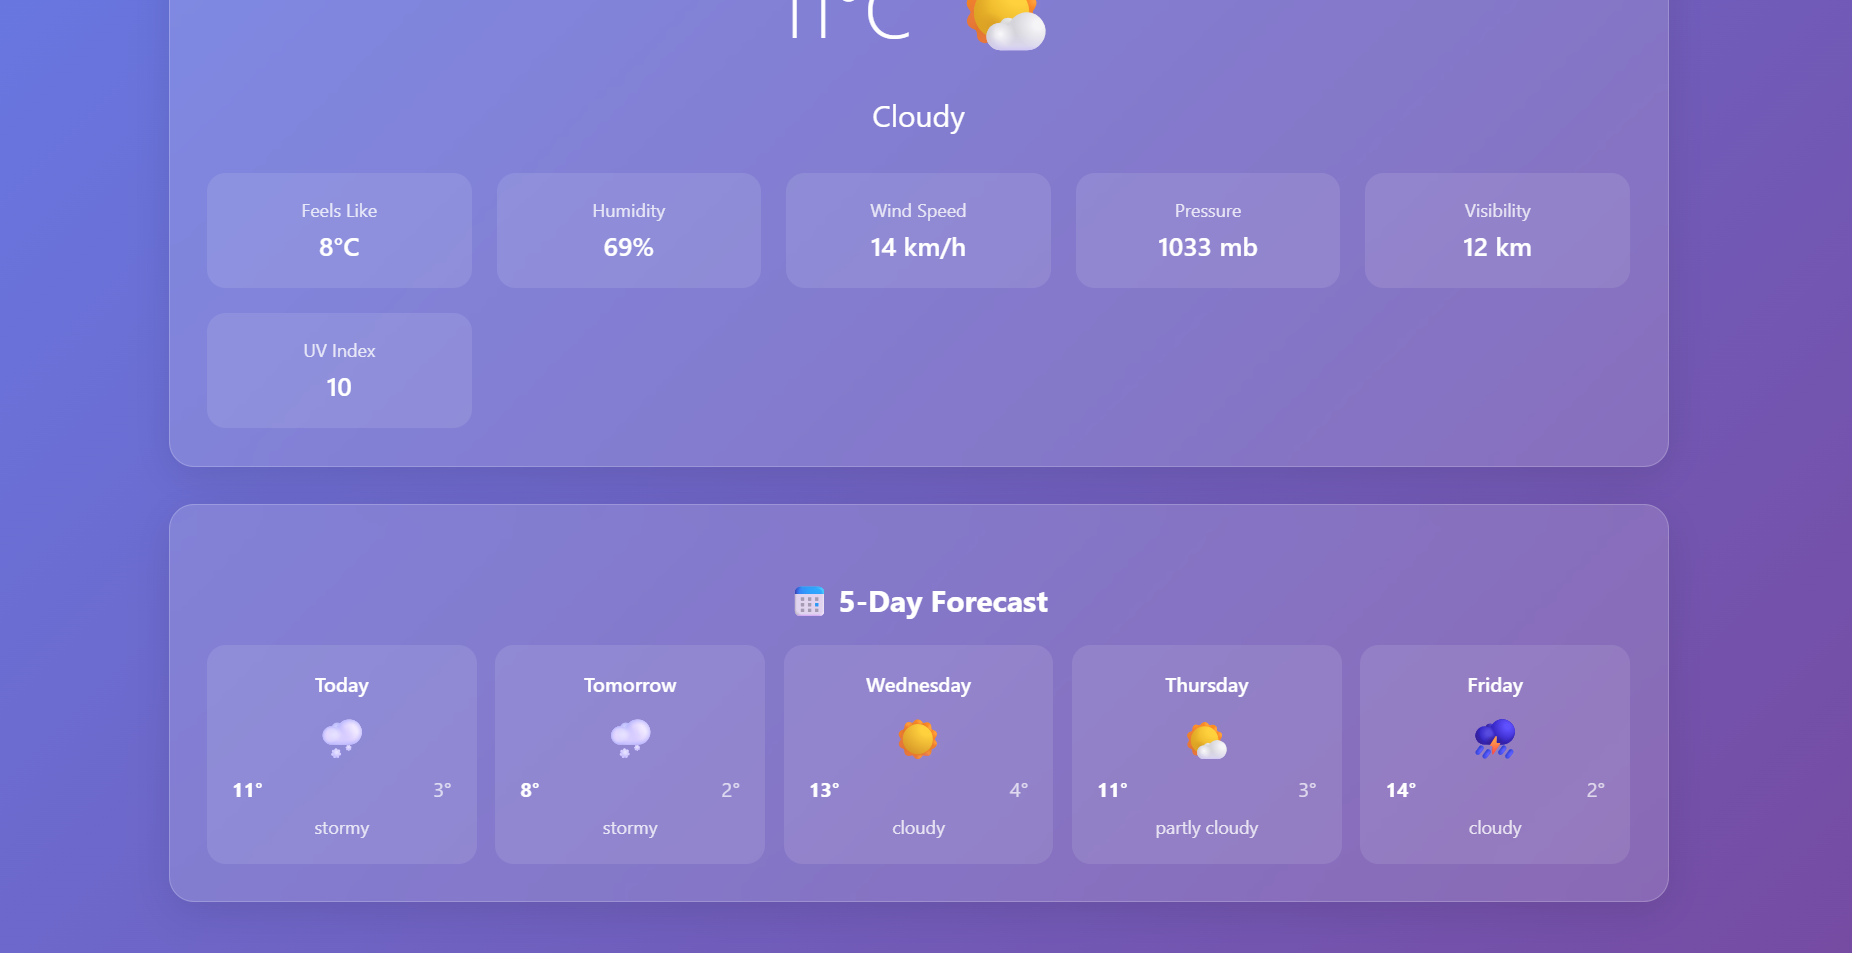 11°C
Cloudy
Feels Like
8°C
Humidity
69%
Wind Speed
14 km/h
Pressure
1033 mb
Visibility
12 km
UV Index
10
5-Day Forecast
Today
11° 3°
stormy
Tomorrow
8° 2°
stormy
Wednesday
13° 4°
cloudy
Thursday
11° 3°
partly cloudy
Friday
14° 2°
cloudy